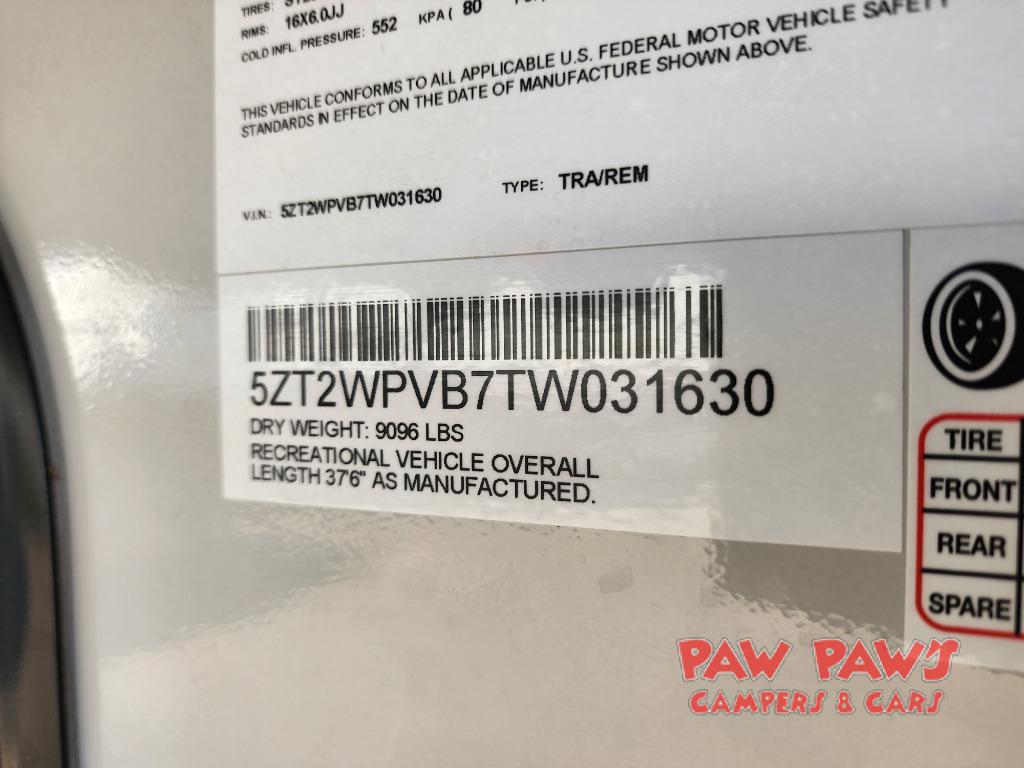 TIRES:
RIMS: 16X6.0JJ
COLD INFL. PRESSURE: 552 KPA( 80
THIS VEHICLE CONFORMS TO ALL APPLICABLE U.S. FEDERAL MOTOR VEHICLE SAFETY
STANDARDS IN EFFECT ON THE DATE OF MANUFACTURE SHOWN ABOVE.
V.I.N.: 5ZT2WPVB7TW031630 TYPE: TRA/REM
5ZT2WPVB7TW031630
DRY WEIGHT: 9096 LBS
RECREATIONAL VEHICLE OVERALL
LENGTH 37'6" AS MANUFACTURED.
TIRE
FRONT
REAR
SPARE
PAW PAW'S
CAMPERS & CARS